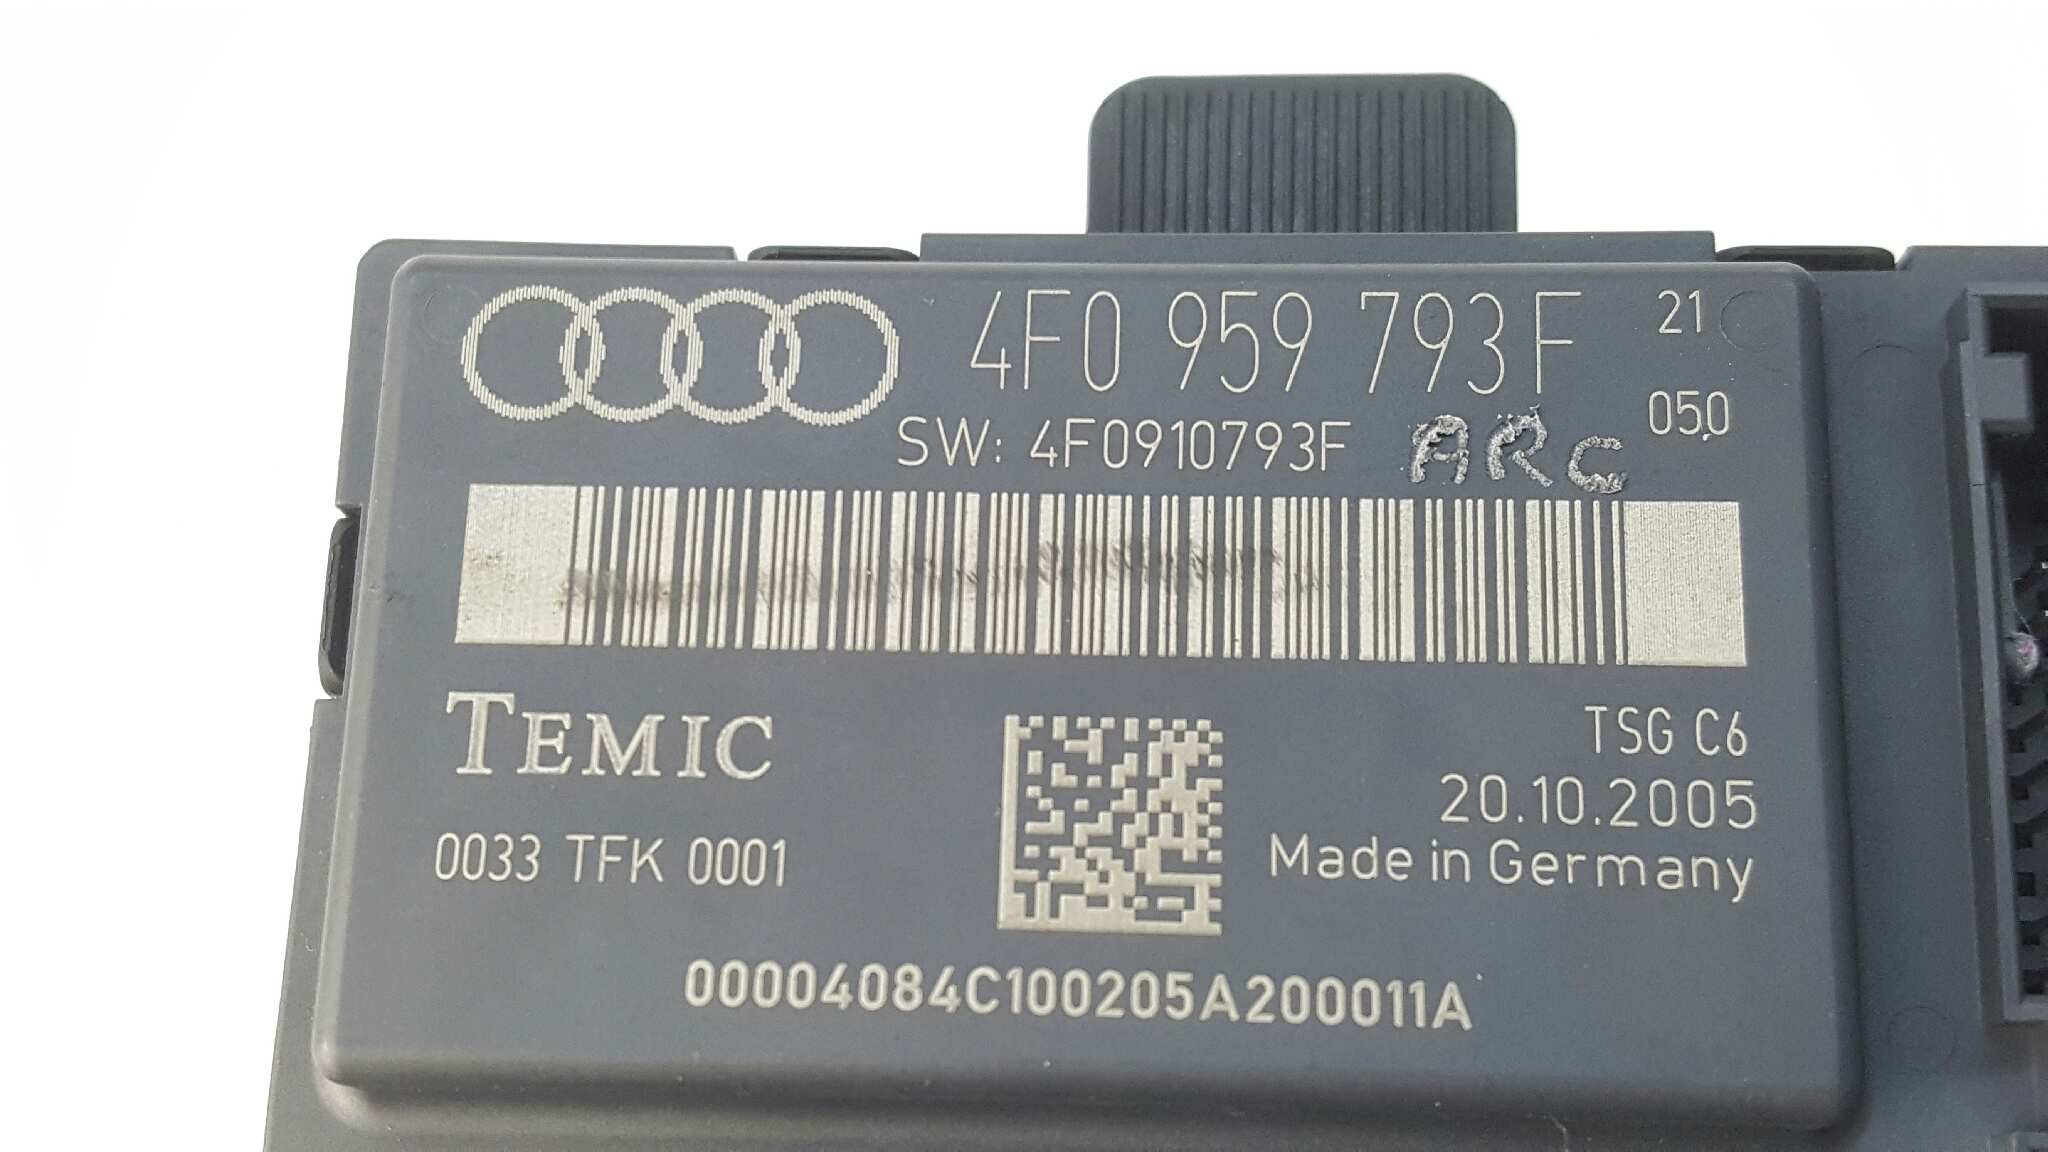 4F0 959 793F 21
050
SW: 4F0910793F ARC
TEMIC
TSG C6
20.10.2005
0033 TFK 0001
Made in Germany
00004084C100205A200011A